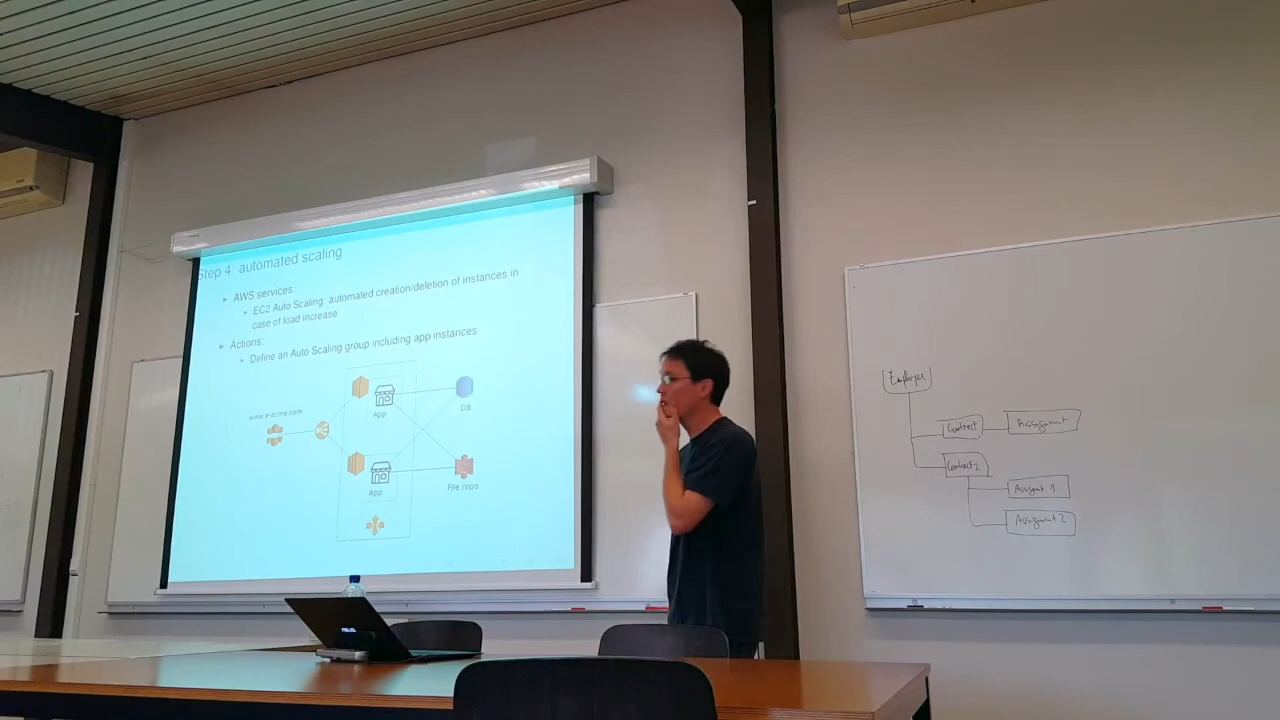 Step 4: automated scaling
▸ AWS services:
▸ EC2 Auto Scaling: automated creation/deletion of instances in
case of load increase
▸ Actions:
▸ Define an Auto Scaling group including app instances
www.e-acme.com
App
DB
App
File repo
Employee
Contract
Assignment
Contract 2
Assignt 1
Assignment 2